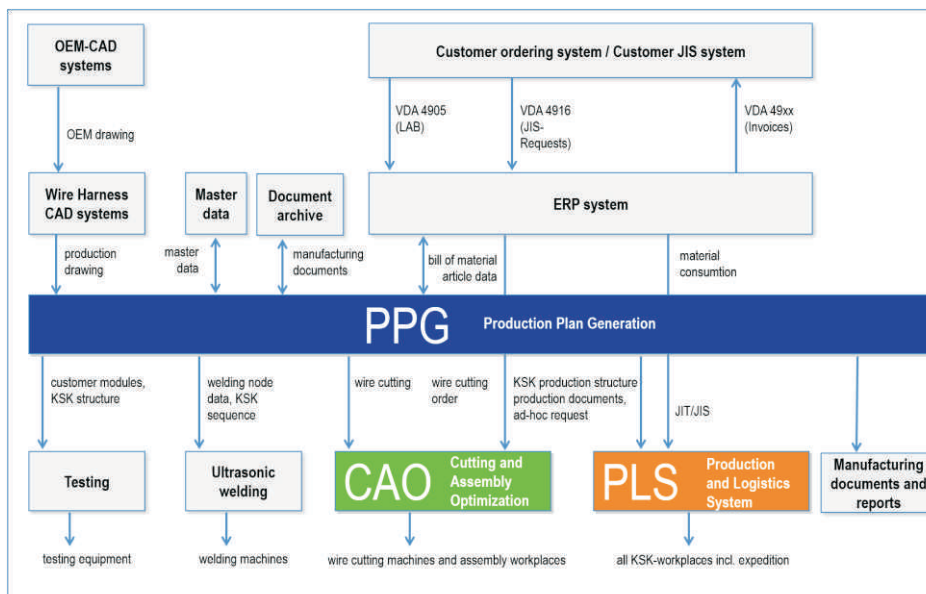 OEM-CAD
systems
Customer ordering system / Customer JIS system
OEM drawing
VDA 4905
(LAB)
VDA 4916
(JIS-
Requests)
VDA 49xx
(Invoices)
Wire Harness
CAD systems
Master
data
Document
archive
ERP system
production
drawing
master
data
manufacturing
documents
bill of material
article data
material
consumtion
PPG Production Plan Generation
customer modules,
KSK structure
welding node
data, KSK
sequence
wire cutting
wire cutting
order
KSK production structure
production documents,
ad-hoc request
JIT/JIS
Testing
Ultrasonic
welding
CAO Cutting and
Assembly
Optimization
PLS Production
and Logistics
System
Manufacturing
documents and
reports
testing equipment
welding machines
wire cutting machines and assembly workplaces
all KSK-workplaces incl. expedition